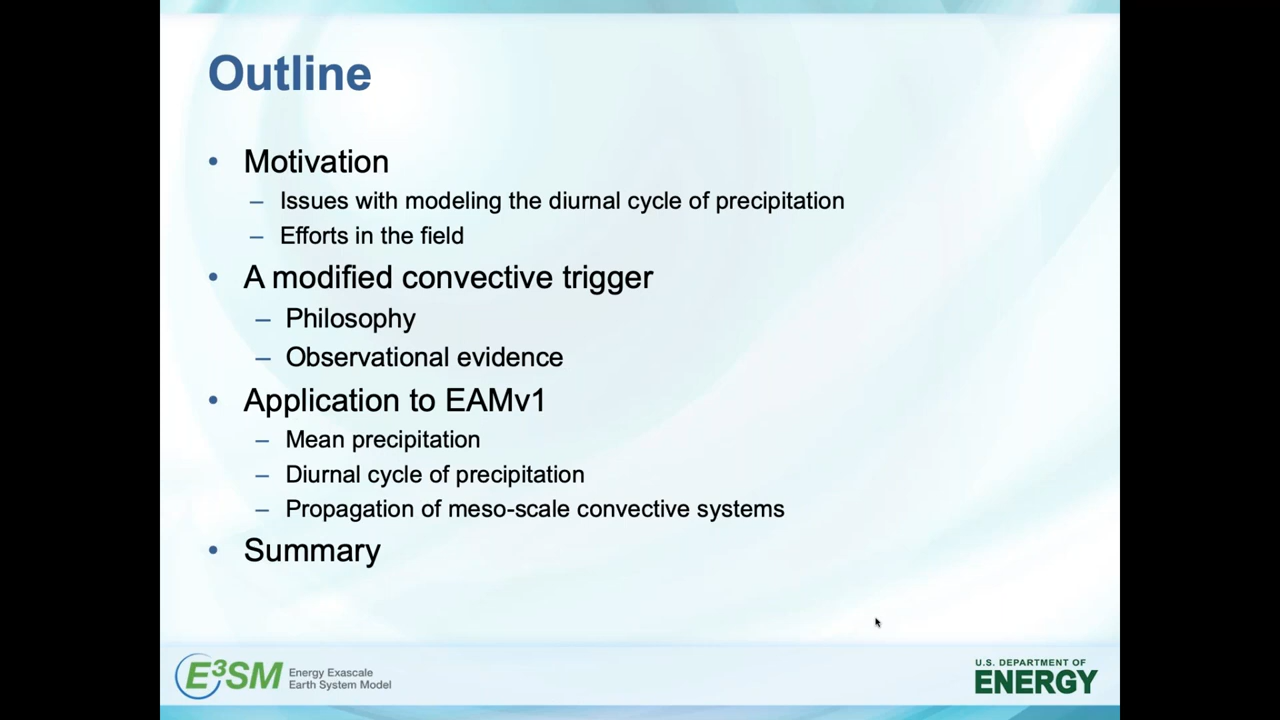 Outline
• Motivation
– Issues with modeling the diurnal cycle of precipitation
– Efforts in the field
• A modified convective trigger
– Philosophy
– Observational evidence
• Application to EAMv1
– Mean precipitation
– Diurnal cycle of precipitation
– Propagation of meso-scale convective systems
• Summary
E³SM
Energy Exascale
Earth System Model
U.S. DEPARTMENT OF
ENERGY